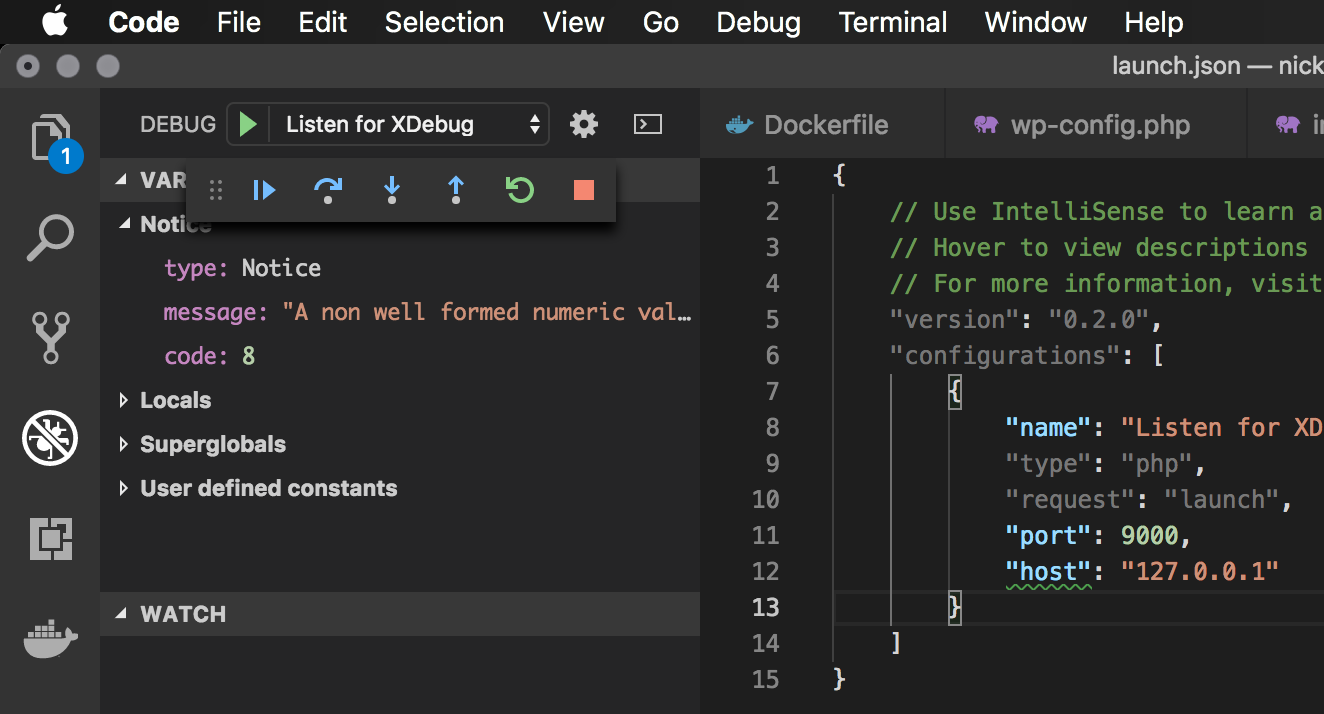 Code File Edit Selection View Go Debug Terminal Window Help
launch.json — nick
1
DEBUG Listen for XDebug
Dockerfile wp-config.php
VAR
Notice
type: Notice
message: "A non well formed numeric val…
code: 8
Locals
Superglobals
User defined constants
WATCH
1 {
2 // Use IntelliSense to learn a
3 // Hover to view descriptions
4 // For more information, visit
5 "version": "0.2.0",
6 "configurations": [
7 {
8 "name": "Listen for XD
9 "type": "php",
10 "request": "launch",
11 "port": 9000,
12 "host": "127.0.0.1"
13 }
14 ]
15 }